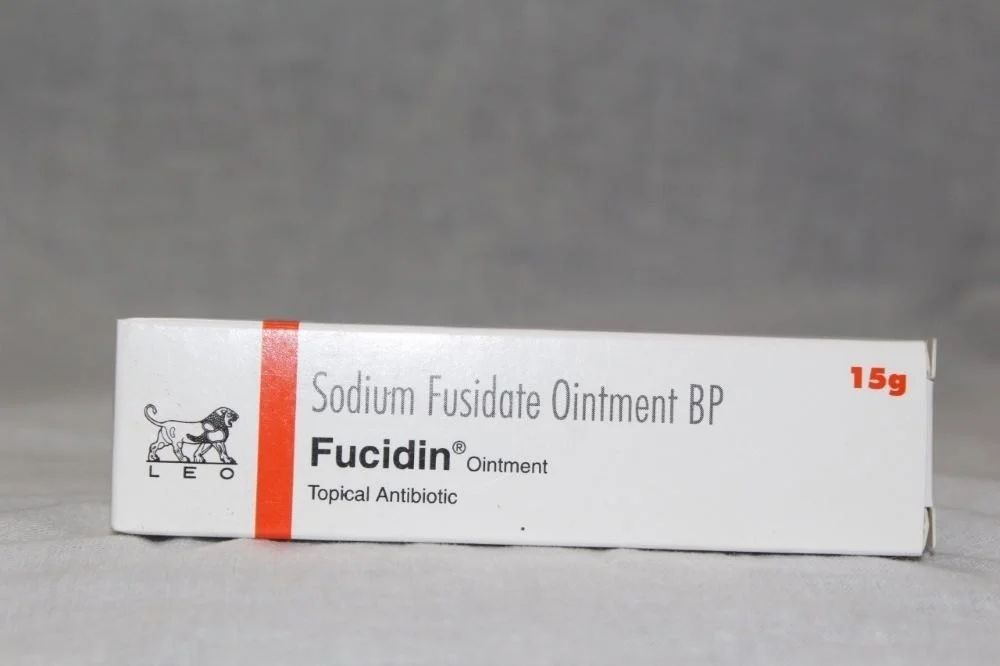 LEO
Sodium Fusidate Ointment BP
Fucidin® Ointment
Topical Antibiotic
15g